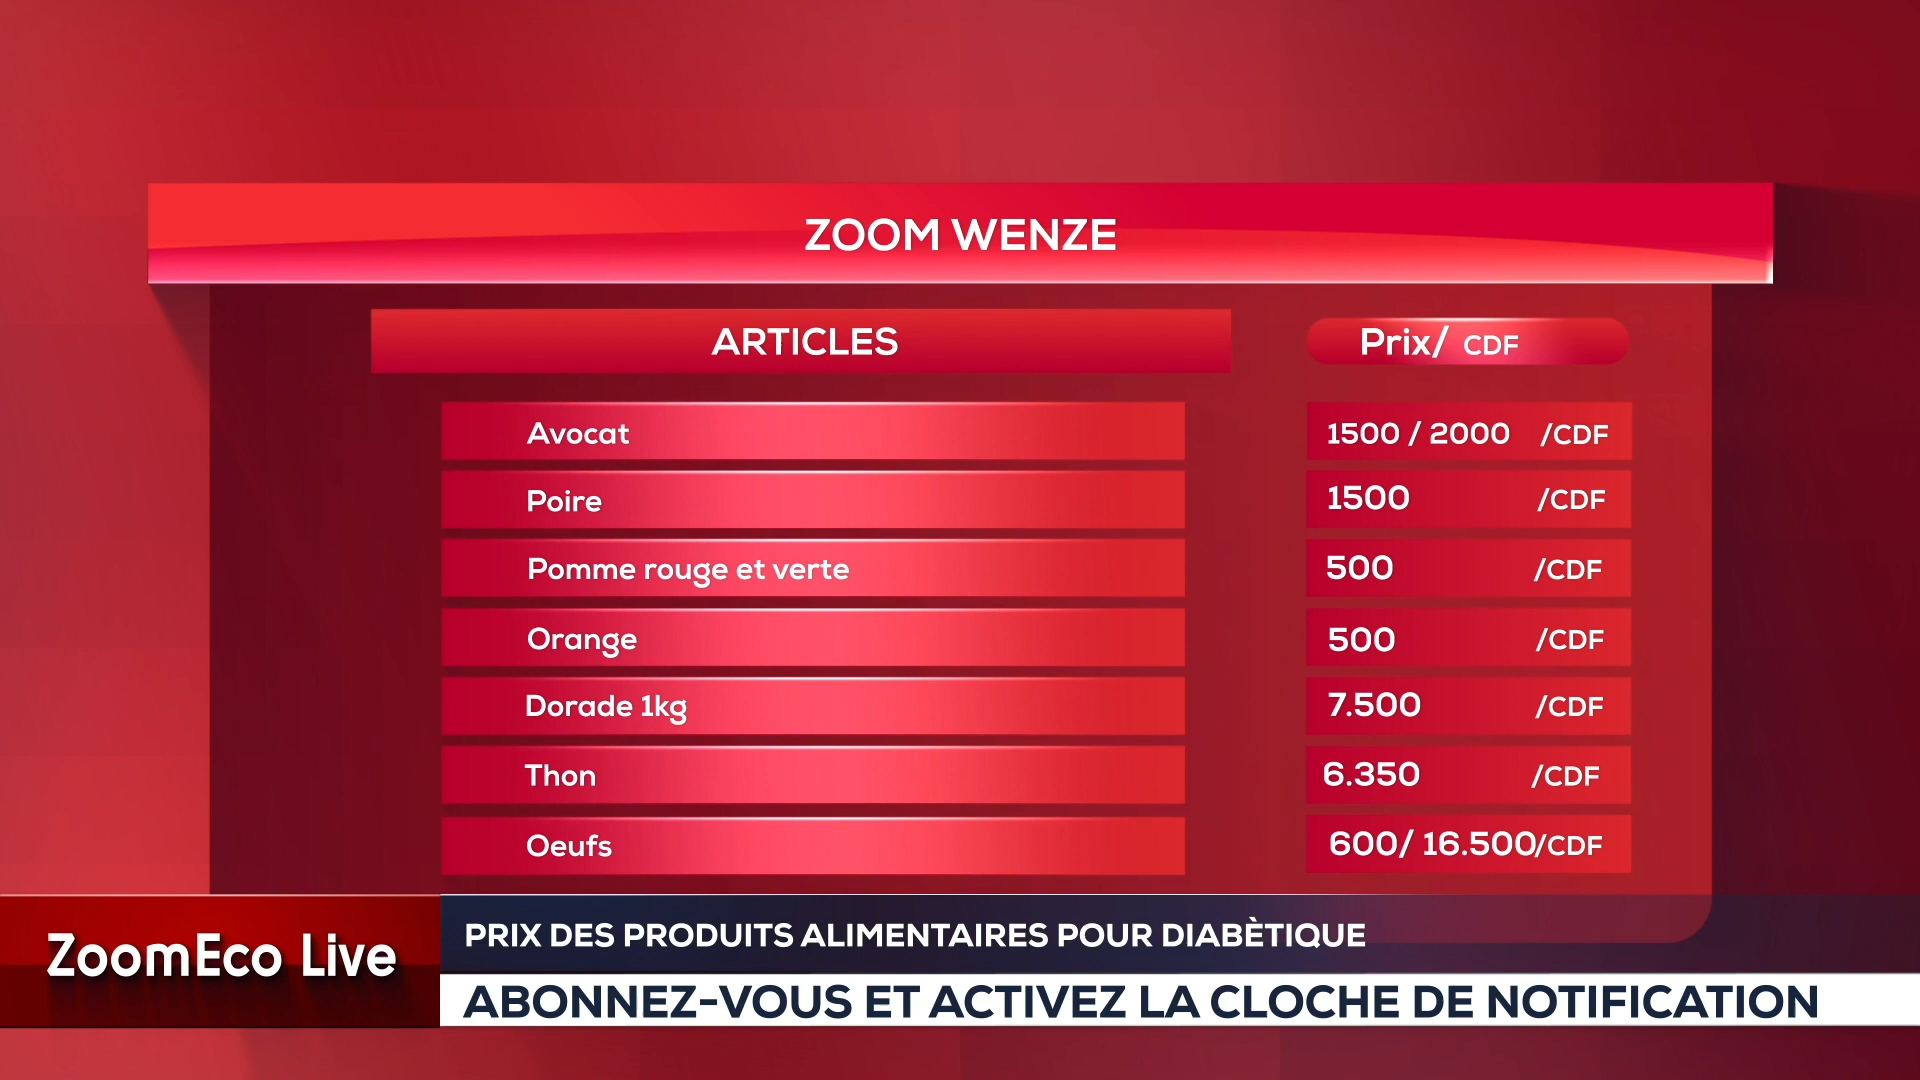 ZOOM WENZE
ARTICLES Prix/ CDF
Avocat 1500 / 2000 /CDF
Poire 1500 /CDF
Pomme rouge et verte 500 /CDF
Orange 500 /CDF
Dorade 1kg 7.500 /CDF
Thon 6.350 /CDF
Oeufs 600/ 16.500/CDF
ZoomEco Live
PRIX DES PRODUITS ALIMENTAIRES POUR DIABÈTIQUE
ABONNEZ-VOUS ET ACTIVEZ LA CLOCHE DE NOTIFICATION